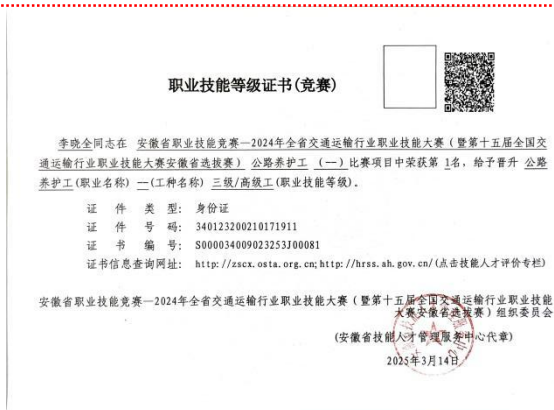 职业技能等级证书(竞赛)
李晓全同志在 安徽省职业技能竞赛—2024年全省交通运输行业职业技能大赛(暨第十五届全国交
通运输行业职业技能大赛安徽省选拔赛) 公路养护工 (一)比赛项目中荣获第 1名,给予晋升 公路
养护工(职业名称) 一(工种名称) 三级/高级工(职业技能等级)。
证 件 类 型: 身份证
证 件 号 码: 340123200210171911
证 书 编 号: S000034009023253J00081
证书信息查询网址: http://zscx.osta.org.cn;http://hrss.ah.gov.cn/(点击技能人才评价专栏)
安徽省职业技能竞赛—2024年全省交通运输行业职业技能大赛(暨第十五届全国交通运输行业职业技能
大赛安徽省选拔赛)组织委员会
(安徽省技能人才管理服务中心代章)
2025年3月14日